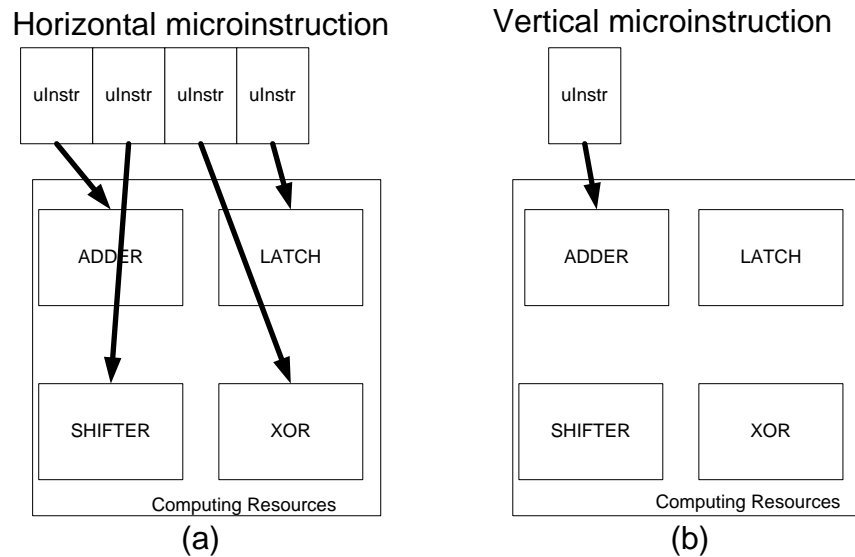 Horizontal microinstruction
Vertical microinstruction
uInstr uInstr uInstr uInstr
uInstr
ADDER LATCH
SHIFTER XOR
Computing Resources
(a)
ADDER LATCH
SHIFTER XOR
Computing Resources
(b)